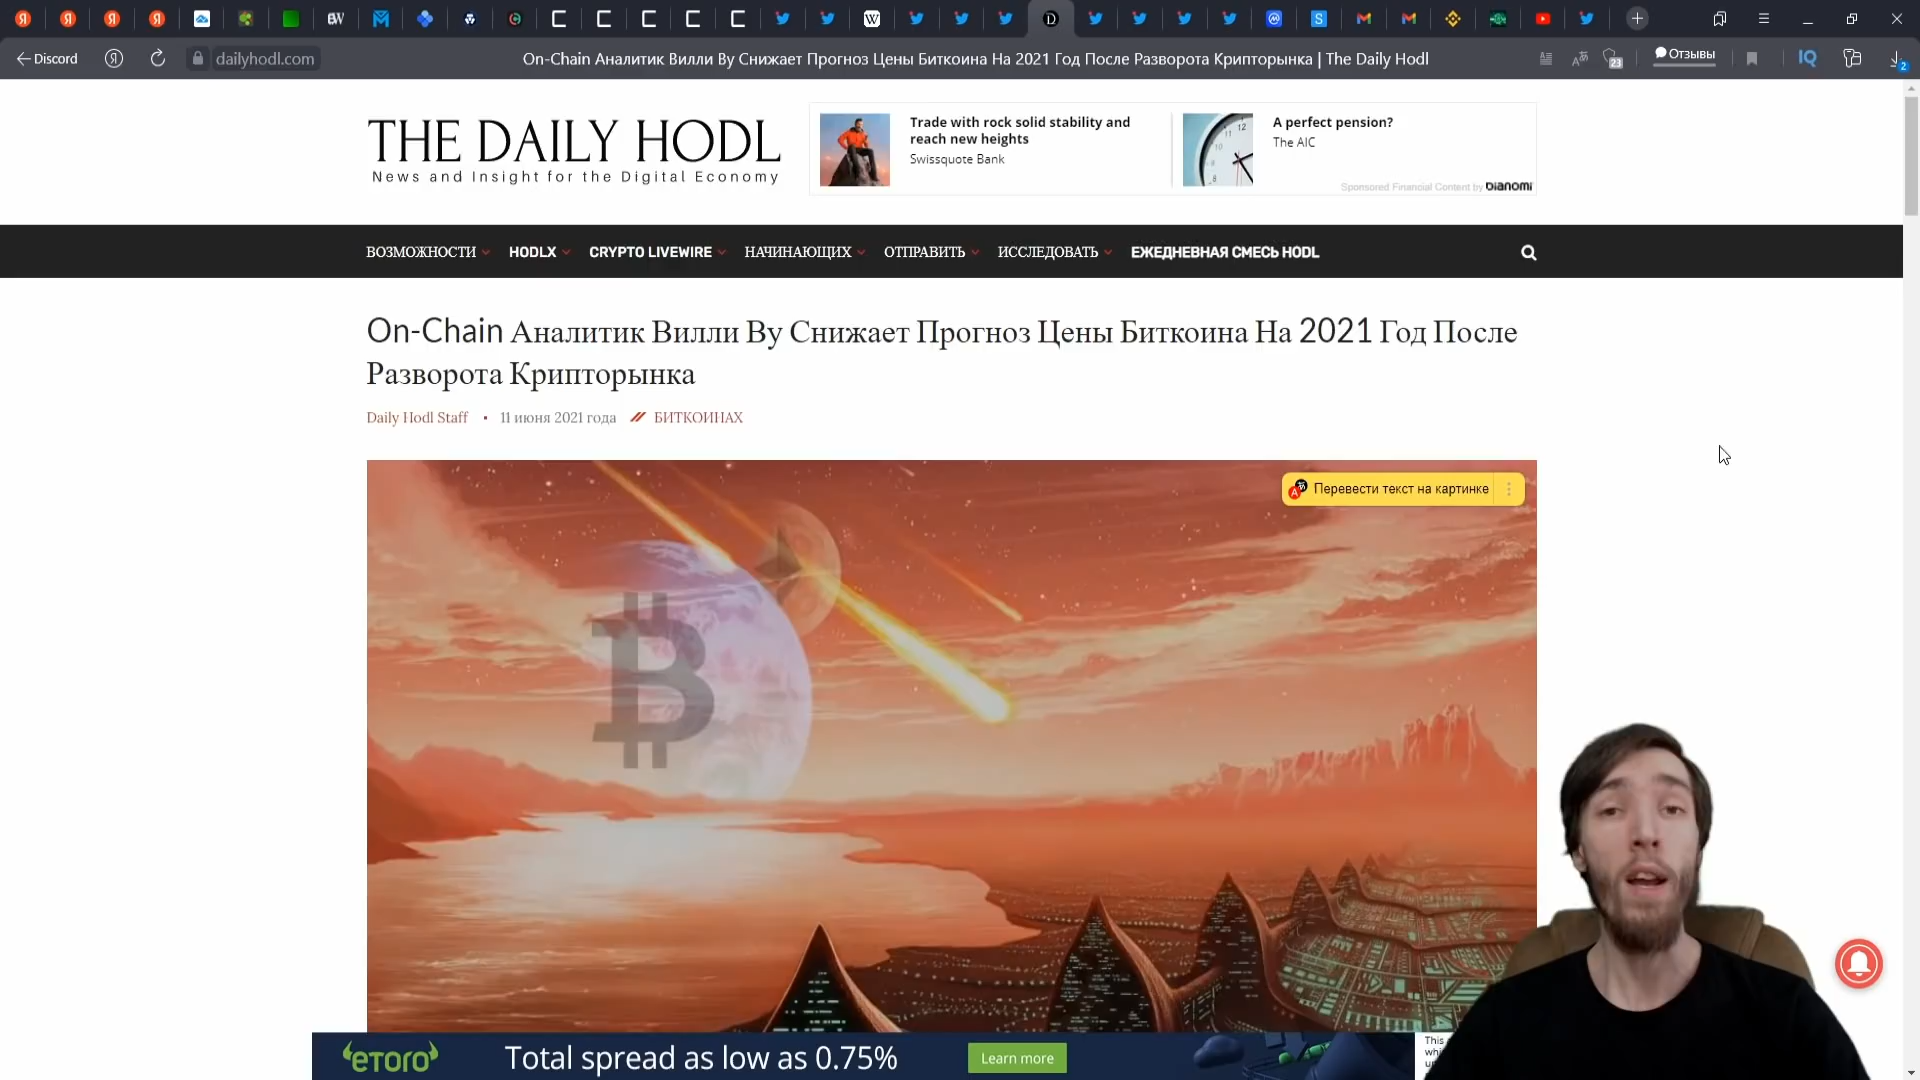 Discord
dailyhodl.com
On-Chain Аналитик Вилли Ву Снижает Прогноз Цены Биткоина На 2021 Год После Разворота Крипторынка | The Daily Hodl
23
Отзывы
IQ
2
THE DAILY HODL
News and Insight for the Digital Economy
Trade with rock solid stability and
reach new heights
Swissquote Bank
A perfect pension?
The AIC
Sponsored Financial Content by bianomi
ВОЗМОЖНОСТИ HODLX CRYPTO LIVEWIRE НАЧИНАЮЩИХ ОТПРАВИТЬ ИССЛЕДОВАТЬ ЕЖЕДНЕВНАЯ СМЕСЬ HODL
On-Chain Аналитик Вилли Ву Снижает Прогноз Цены Биткоина На 2021 Год После
Разворота Крипторынка
Daily Hodl Staff • 11 июня 2021 года БИТКОИНАХ
Перевести текст на картинке
eToro Total spread as low as 0.75% Learn more
This